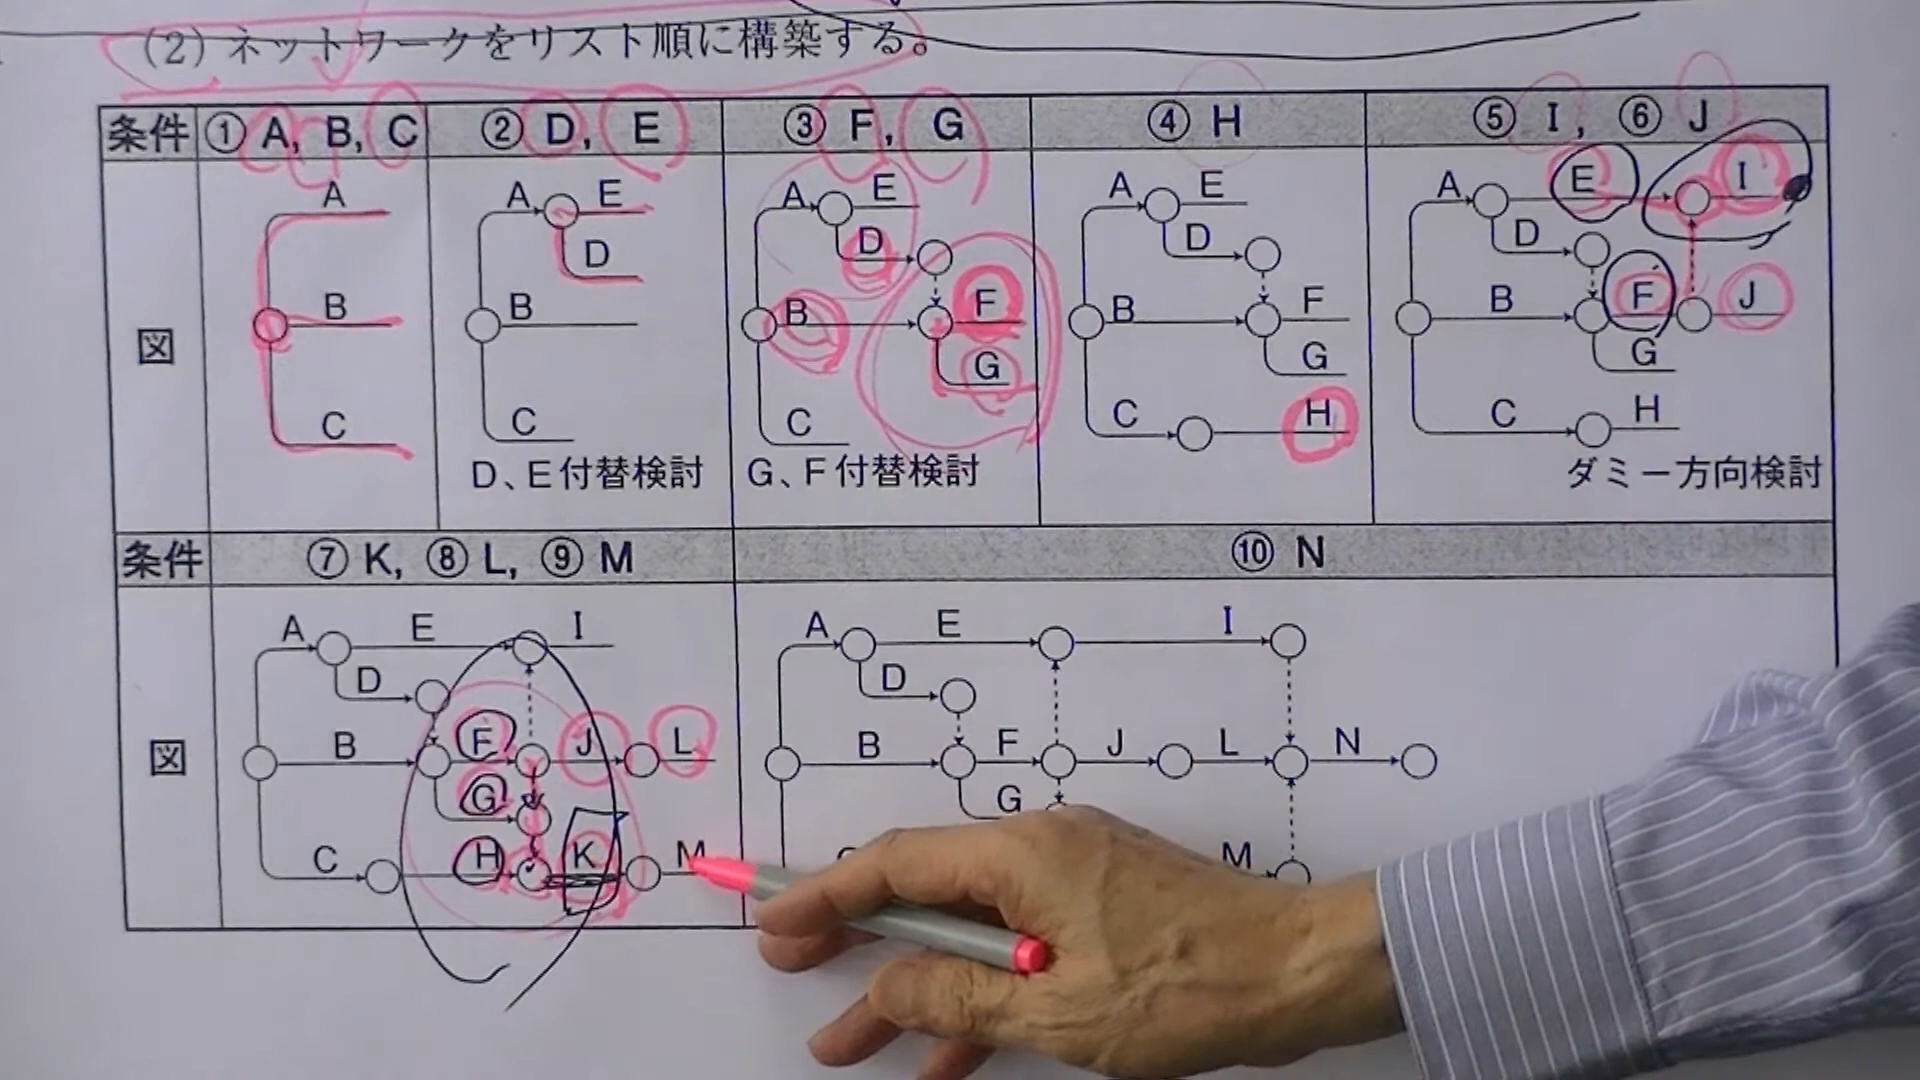 (2) ネットワークをリスト順に構築する。
条件 ① A, B, C ② D, E ③ F, G ④ H ⑤ I, ⑥ J
図
A
B
C
A E
D
B
C
D、E付替検討
A E
D
B F
G
C
G、F付替検討
A E
D
B F
G
C H
A E I
D
B F J
G
C H
ダミー方向検討
条件 ⑦ K, ⑧ L, ⑨ M ⑩ N
図
A E I
D
B F J L
G
C H K M
A E I
D
B F J L N
G
M